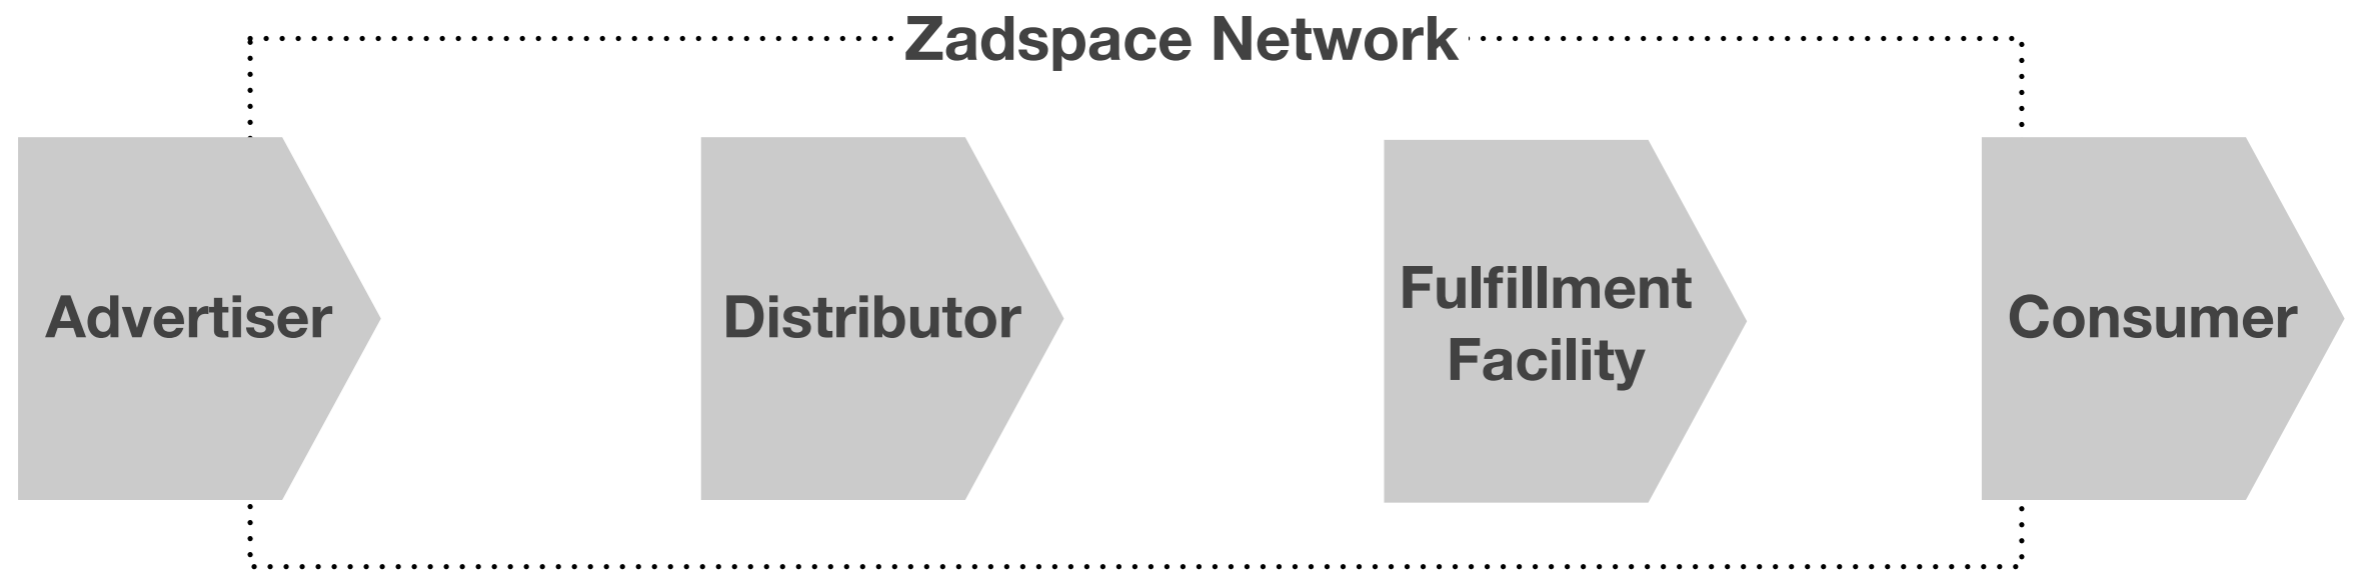 Zadspace Network
Advertiser
Distributor
Fulfillment
Facility
Consumer